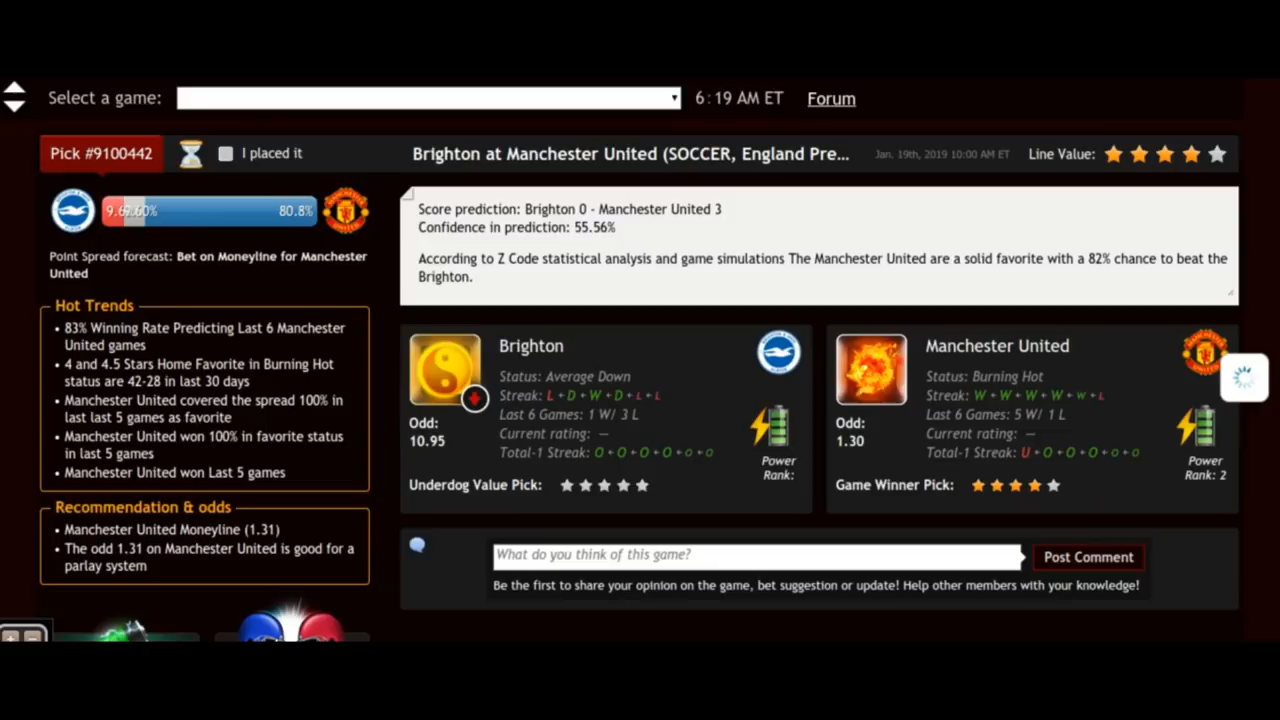 Select a game:
6:19 AM ET
Forum
Pick #9100442
I placed it
Brighton at Manchester United (SOCCER, England Pre...
Jan. 19th, 2019 10:00 AM ET
Line Value:
80.8%
Point Spread forecast: Bet on Moneyline for Manchester
United
Hot Trends
• 83% Winning Rate Predicting Last 6 Manchester
United games
• 4 and 4.5 Stars Home Favorite in Burning Hot
status are 42-28 in last 30 days
• Manchester United covered the spread 100% in
last last 5 games as favorite
• Manchester United won 100% in favorite status
in last 5 games
• Manchester United won Last 5 games
Recommendation & odds
• Manchester United Moneyline (1.31)
• The odd 1.31 on Manchester United is good for a
parlay system
Score prediction: Brighton 0 - Manchester United 3
Confidence in prediction: 55.56%
According to Z Code statistical analysis and game simulations The Manchester United are a solid favorite with a 82% chance to beat the
Brighton.
Brighton
Status: Average Down
Streak: L + D + W + D + L + L
Last 6 Games: 1 W/ 3 L
Current rating: —
Total-1 Streak: O + O + O + O + O + O
Odd:
10.95
Power
Rank:
Underdog Value Pick:
Manchester United
Status: Burning Hot
Streak: W + W + W + W + W + L
Last 6 Games: 5 W/ 1 L
Current rating: —
Total-1 Streak: U + O + O + O + O + O
Odd:
1.30
Power
Rank: 2
Game Winner Pick:
What do you think of this game?
Post Comment
Be the first to share your opinion on the game, bet suggestion or update! Help other members with your knowledge!